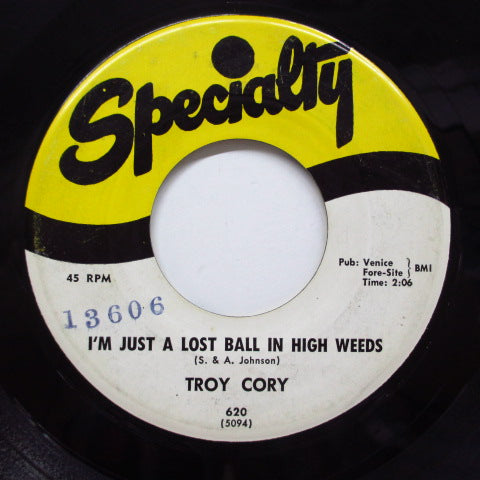 Specialty
45 RPM
Pub: Venice
Fore-Site } BMI
Time: 2:06
13606
I'M JUST A LOST BALL IN HIGH WEEDS
(S. & A. Johnson)
TROY CORY
620
(5094)